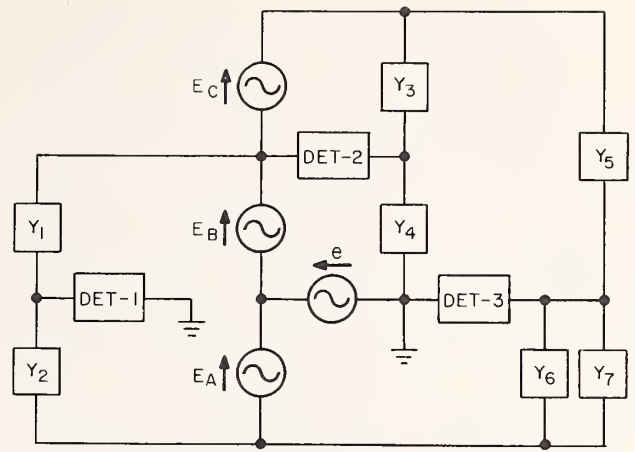 E_C
Y_3
DET-2
Y_5
Y_1
E_B
Y_4
e
DET-1
DET-3
Y_2
E_A
Y_6
Y_7